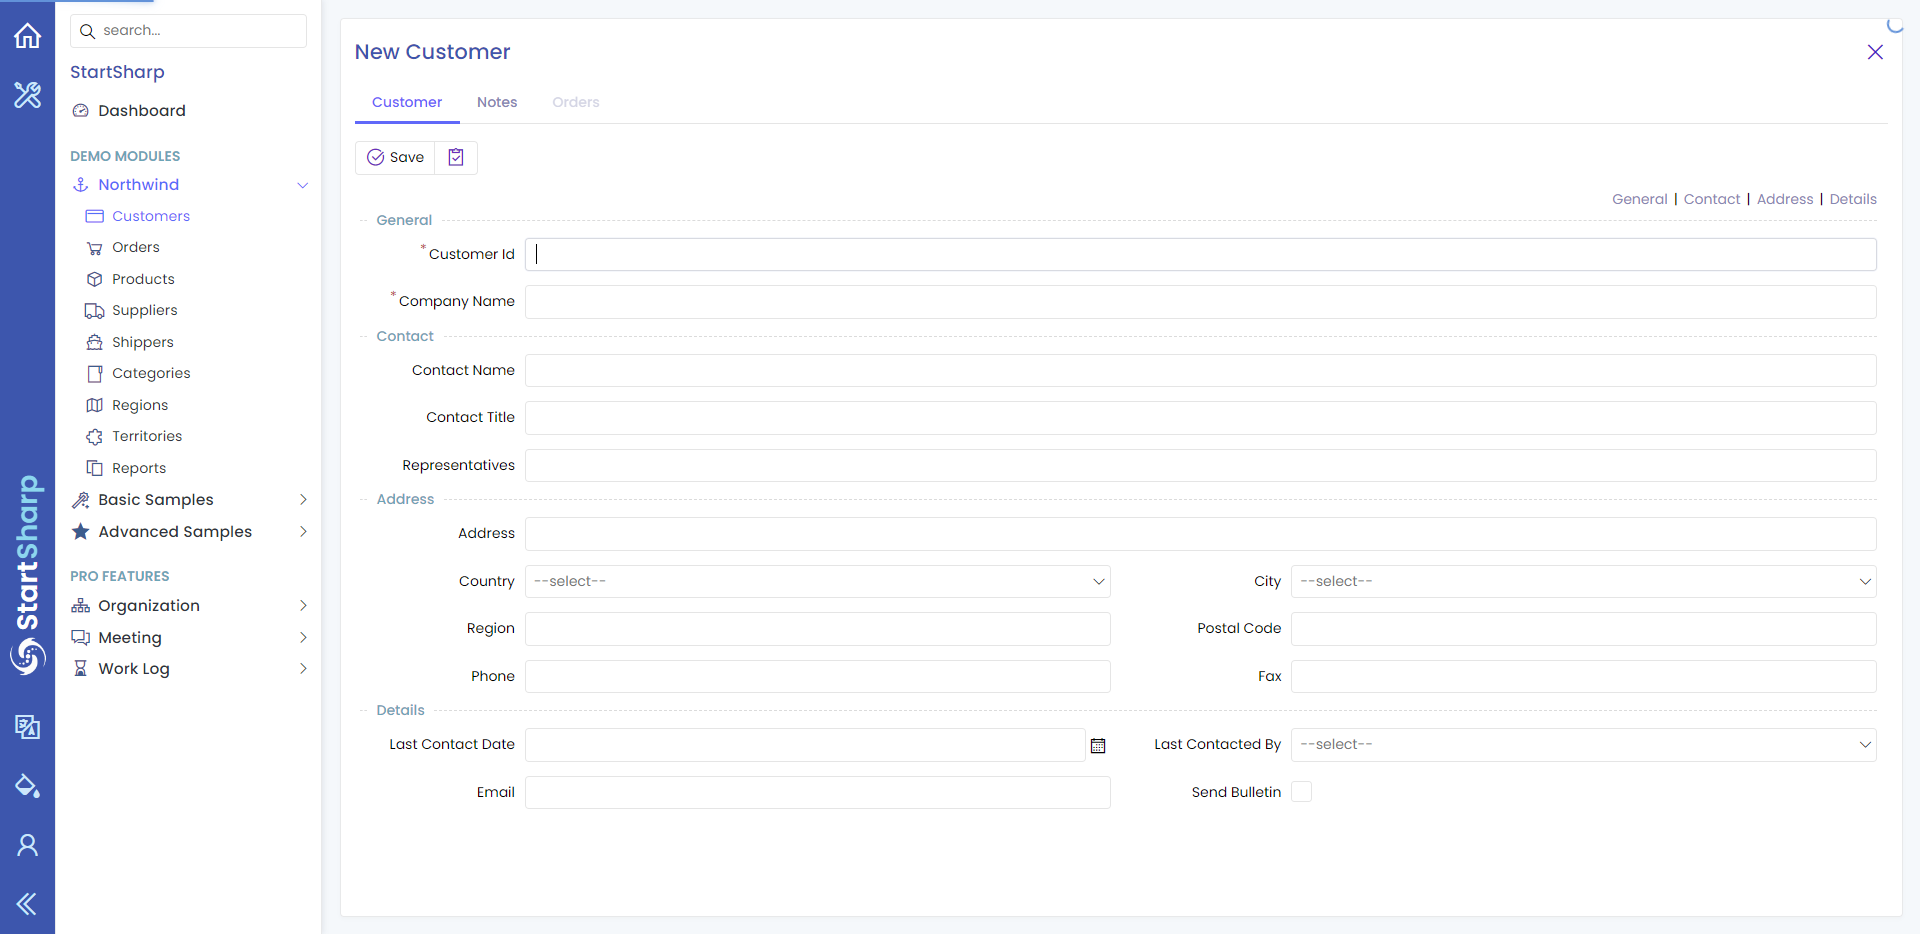 search...
StartSharp
Dashboard
DEMO MODULES
Northwind
Customers
Orders
Products
Suppliers
Shippers
Categories
Regions
Territories
Reports
Basic Samples
Advanced Samples
PRO FEATURES
Organization
Meeting
Work Log
StartSharp
New Customer
Customer Notes Orders
Save
General | Contact | Address | Details
General
* Customer Id
* Company Name
Contact
Contact Name
Contact Title
Representatives
Address
Address
Country --select-- City --select--
Region Postal Code
Phone Fax
Details
Last Contact Date Last Contacted By --select--
Email Send Bulletin